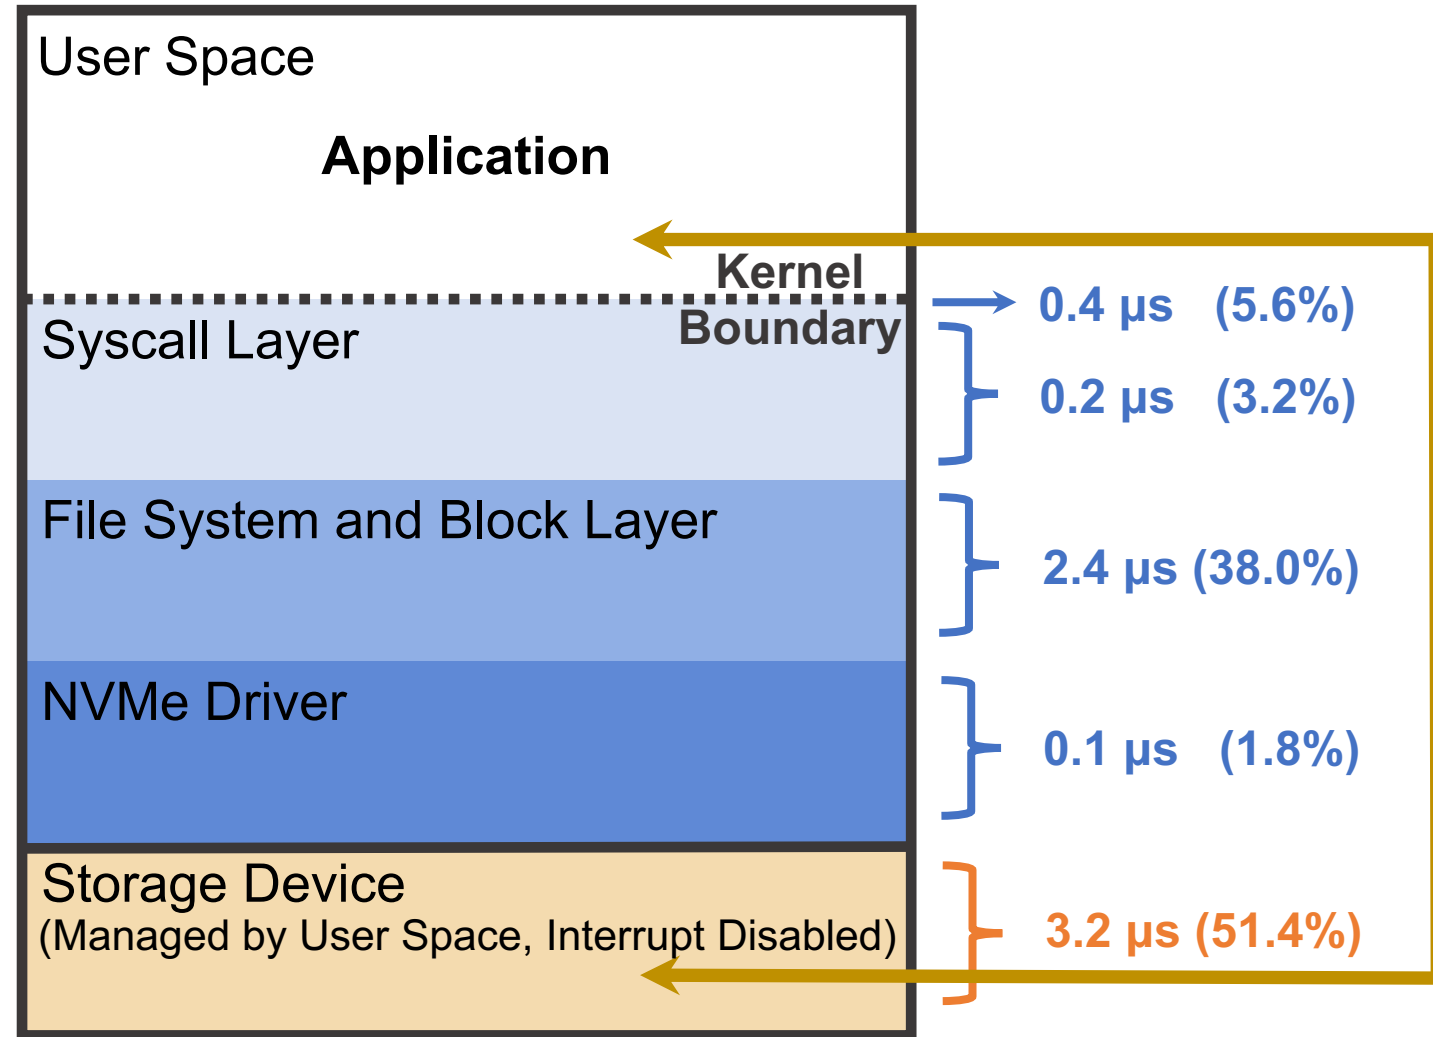 User Space
Application
Kernel
Boundary
0.4 µs (5.6%)
Syscall Layer
0.2 µs (3.2%)
File System and Block Layer
2.4 µs (38.0%)
NVMe Driver
0.1 µs (1.8%)
Storage Device
(Managed by User Space, Interrupt Disabled)
3.2 µs (51.4%)